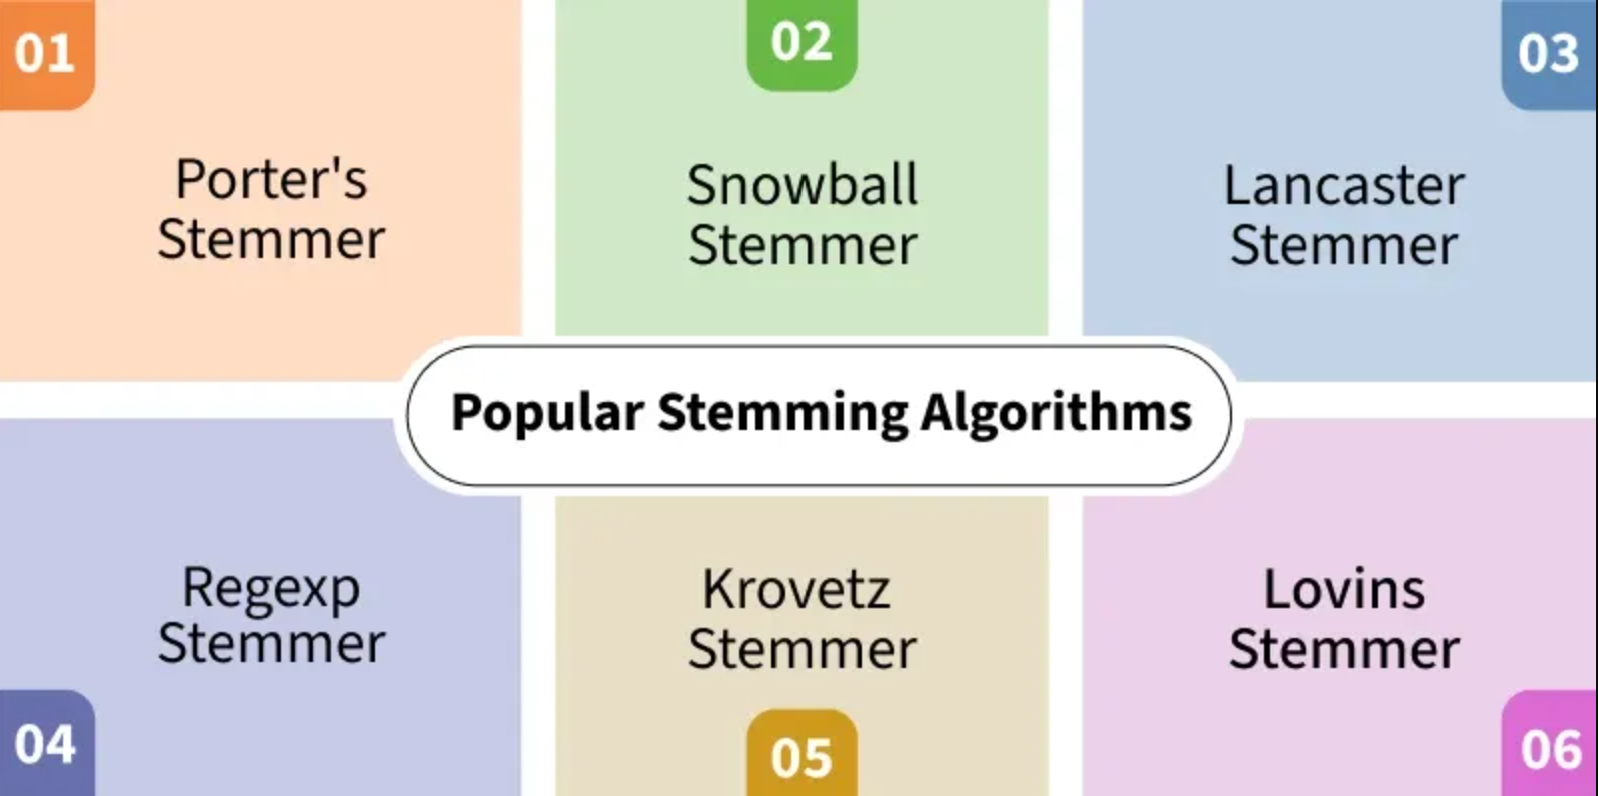 01
Porter's
Stemmer
02
Snowball
Stemmer
03
Lancaster
Stemmer
Popular Stemming Algorithms
Regexp
Stemmer
04
Krovetz
Stemmer
05
Lovins
Stemmer
06